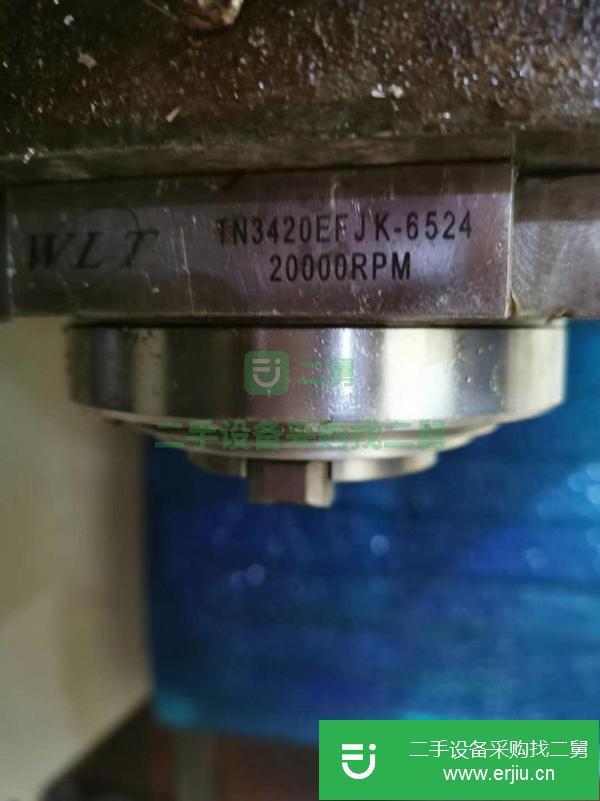 WLT
TN3420EFJK-6524
20000RPM
二舅
二手设备采购找二舅
二手设备采购找二舅
www.erjiu.cn